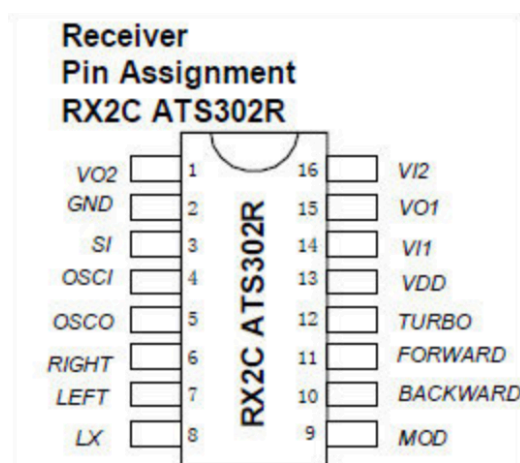 Receiver
Pin Assignment
RX2C ATS302R
VO2 1 16 VI2
GND 2 15 VO1
SI 3 14 VI1
OSCI 4 13 VDD
OSCO 5 12 TURBO
RIGHT 6 11 FORWARD
LEFT 7 10 BACKWARD
LX 8 9 MOD
RX2C ATS302R